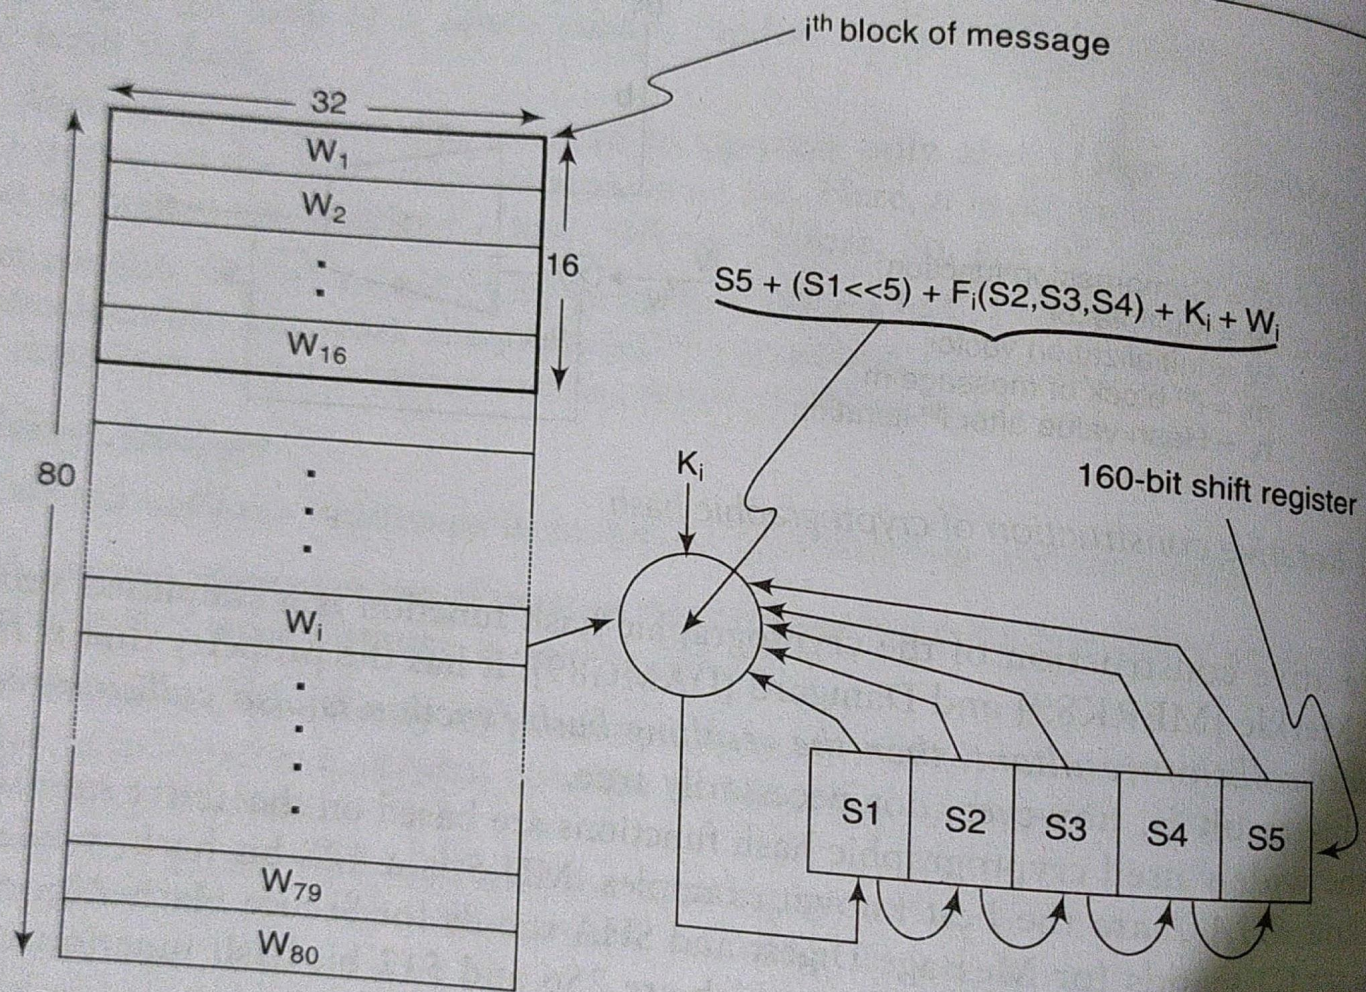 iᵗʰ block of message
32
W₁
W₂
16
W₁₆
80
S5 + (S1<<5) + Fᵢ(S2,S3,S4) + Kᵢ + Wᵢ
Kᵢ
160-bit shift register
Wᵢ
S1 S2 S3 S4 S5
W₇₉
W₈₀